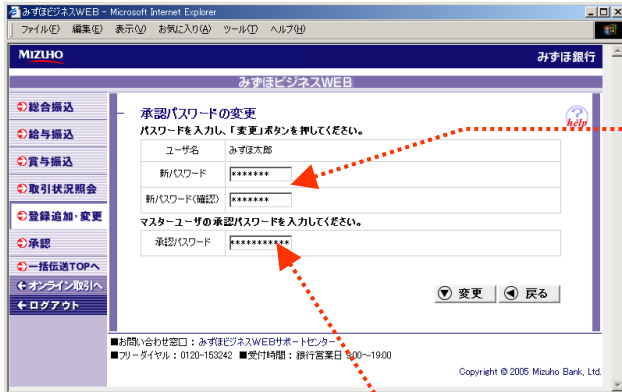 みずほビジネスWEB - Microsoft Internet Explorer
ファイル(F) 編集(E) 表示(V) お気に入り(A) ツール(T) ヘルプ(H)
MIZUHO みずほ銀行
みずほビジネスWEB
総合振込
給与振込
賞与振込
取引状況照会
登録追加・変更
承認
一括伝送TOPへ
オンライン取引へ
ログアウト
承認パスワードの変更
help
パスワードを入力し、「変更」ボタンを押してください。
ユーザ名 みずほ太郎
新パスワード *******
新パスワード(確認) *******
マスターユーザの承認パスワードを入力してください。
承認パスワード ***********
変更 戻る
■お問い合わせ窓口:みずほビジネスWEBサポートセンター
■フリーダイヤル:0120-153242 ■受付時間:銀行営業日 9:00~19:00
Copyright © 2005 Mizuho Bank, Ltd.